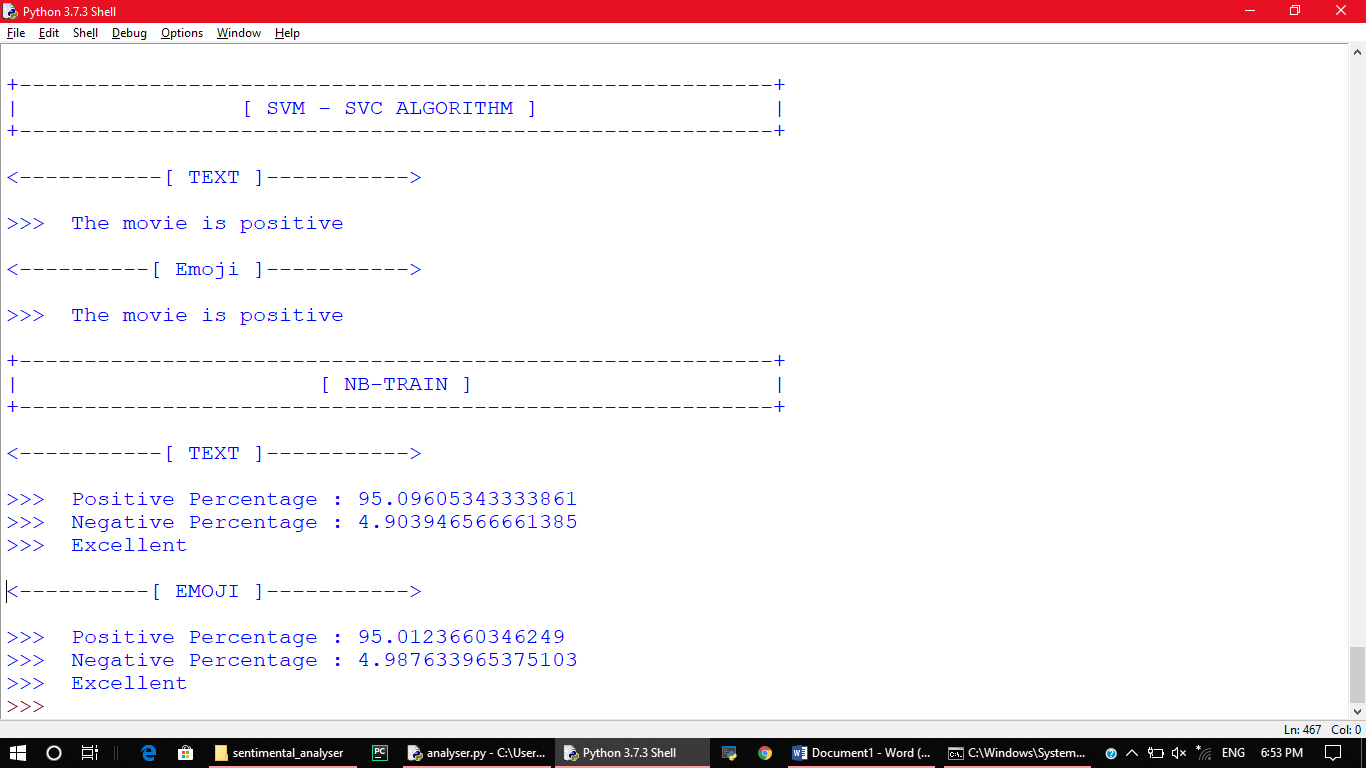 Python 3.7.3 Shell
File Edit Shell Debug Options Window Help
+----------------------------------------------------------+
| [ SVM - SVC ALGORITHM ] |
+----------------------------------------------------------+
<-----------[ TEXT ]----------->
>>> The movie is positive
<----------[ Emoji ]----------->
>>> The movie is positive
+----------------------------------------------------------+
| [ NB-TRAIN ] |
+----------------------------------------------------------+
<-----------[ TEXT ]----------->
>>> Positive Percentage : 95.09605343333861
>>> Negative Percentage : 4.903946566661385
>>> Excellent
<----------[ EMOJI ]----------->
>>> Positive Percentage : 95.0123660346249
>>> Negative Percentage : 4.987633965375103
>>> Excellent
>>>
Ln: 467 Col: 0
sentimental_analyser PC analyser.py - C:\User... Python 3.7.3 Shell Document1 - Word (... C:\Windows\System... ENG 6:53 PM